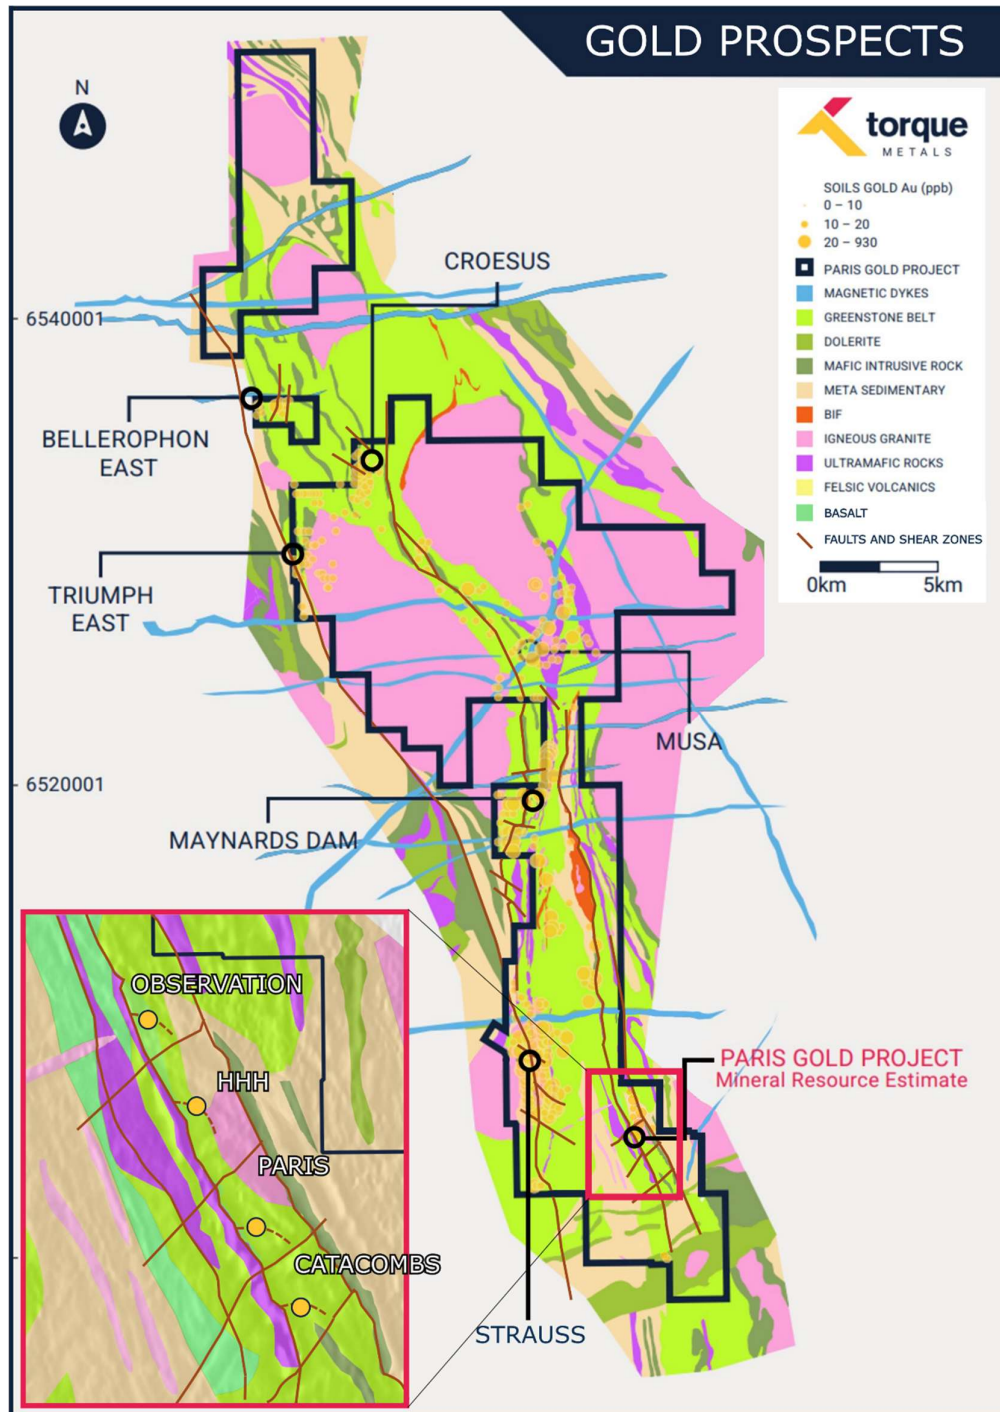 GOLD PROSPECTS
N
torque
METALS
SOILS GOLD Au (ppb)
0 – 10
10 – 20
20 – 930
PARIS GOLD PROJECT
MAGNETIC DYKES
GREENSTONE BELT
DOLERITE
MAFIC INTRUSIVE ROCK
META SEDIMENTARY
BIF
IGNEOUS GRANITE
ULTRAMAFIC ROCKS
FELSIC VOLCANICS
BASALT
FAULTS AND SHEAR ZONES
0km 5km
CROESUS
6540001
BELLEROPHON
EAST
TRIUMPH
EAST
MUSA
6520001
MAYNARDS DAM
OBSERVATION
HHH
PARIS
CATACOMBS
PARIS GOLD PROJECT
Mineral Resource Estimate
STRAUSS